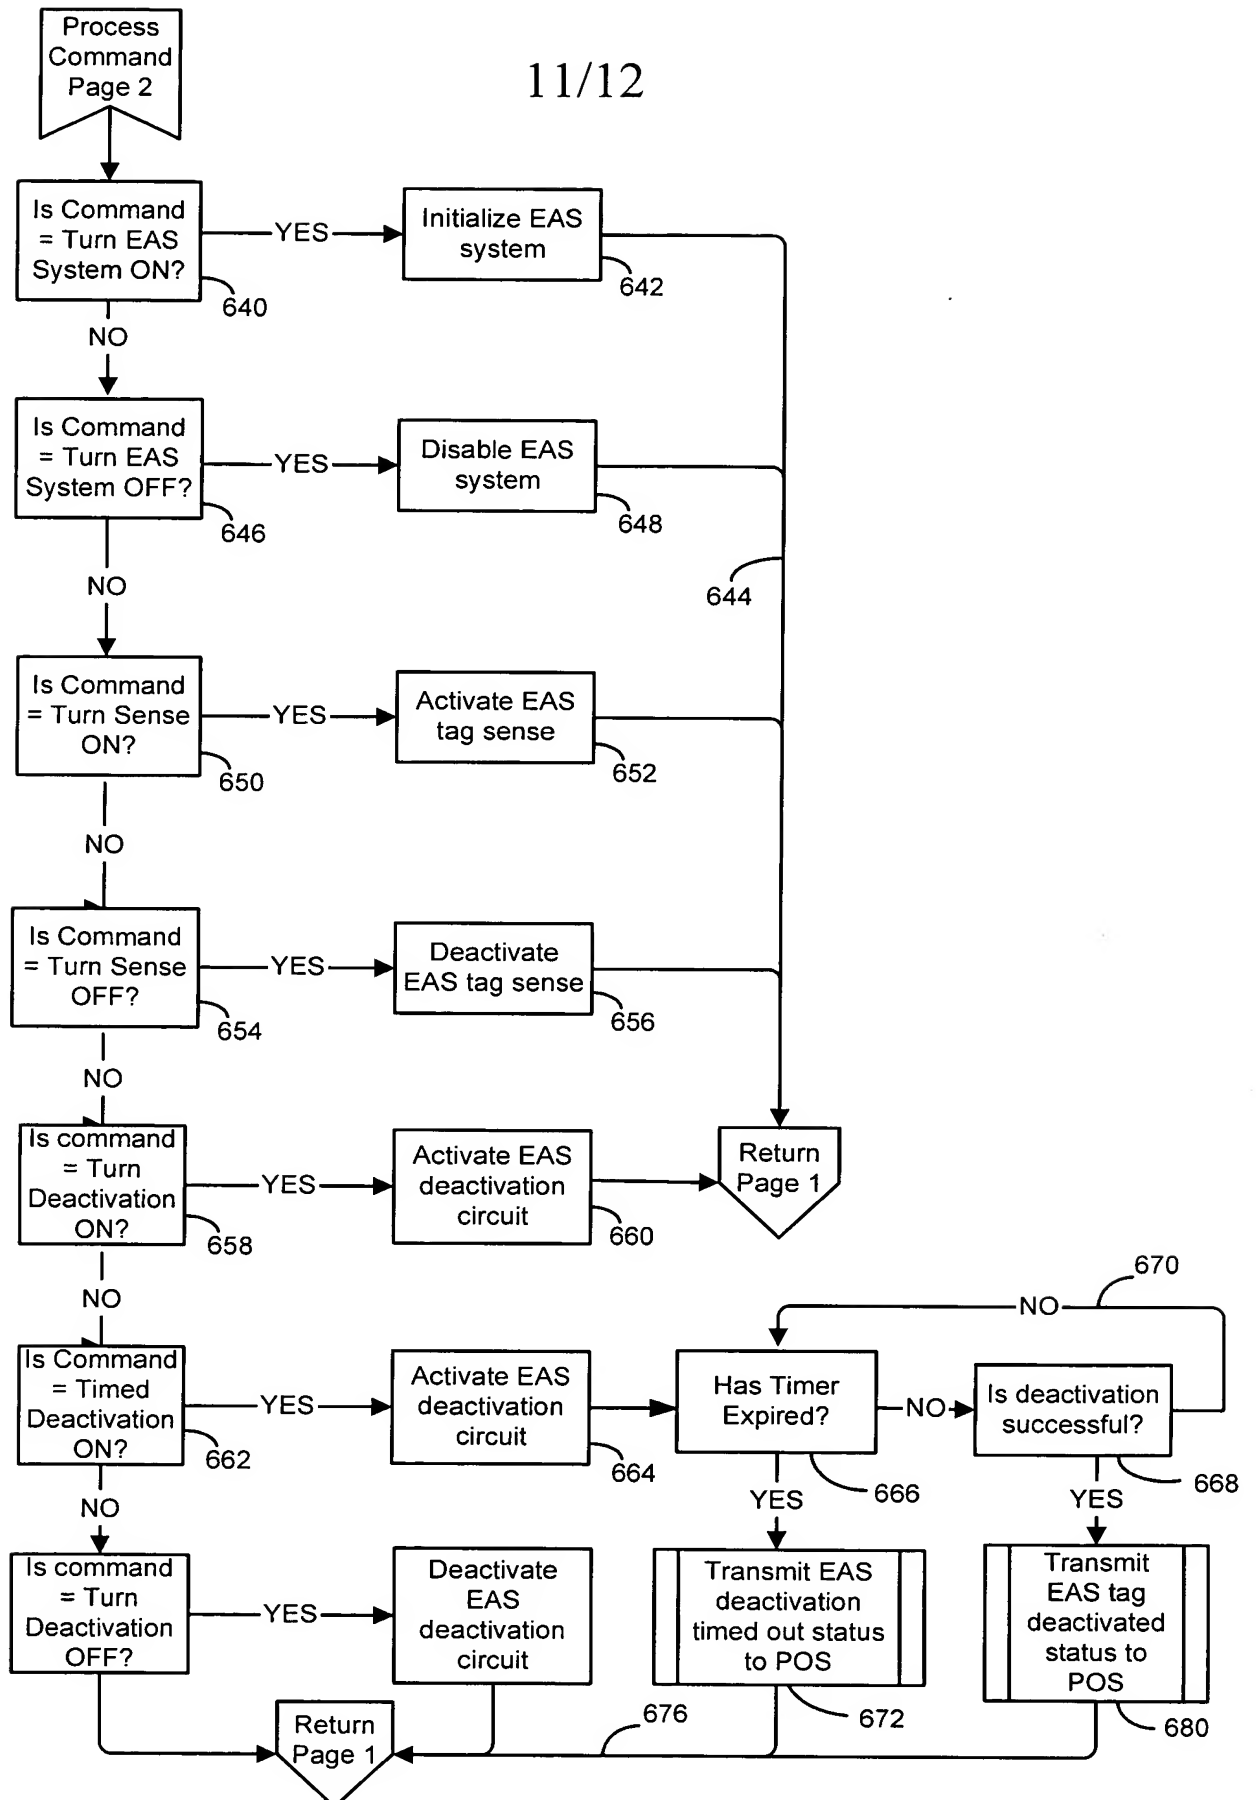 Process
Command
Page 2
11/12
Is Command
= Turn EAS
System ON?
640
YES
Initialize EAS
system
642
NO
Is Command
= Turn EAS
System OFF?
646
YES
Disable EAS
system
648
644
NO
Is Command
= Turn Sense
ON?
650
YES
Activate EAS
tag sense
652
NO
Is Command
= Turn Sense
OFF?
654
YES
Deactivate
EAS tag sense
656
NO
Is command
= Turn
Deactivation
ON?
658
YES
Activate EAS
deactivation
circuit
660
Return
Page 1
NO
Is Command
= Timed
Deactivation
ON?
662
YES
Activate EAS
deactivation
circuit
664
Has Timer
Expired?
666
NO
Is deactivation
successful?
668
NO
670
NO
Is command
= Turn
Deactivation
OFF?
YES
Deactivate
EAS
deactivation
circuit
YES
Transmit EAS
deactivation
timed out status
to POS
672
YES
Transmit
EAS tag
deactivated
status to
POS
680
676
Return
Page 1